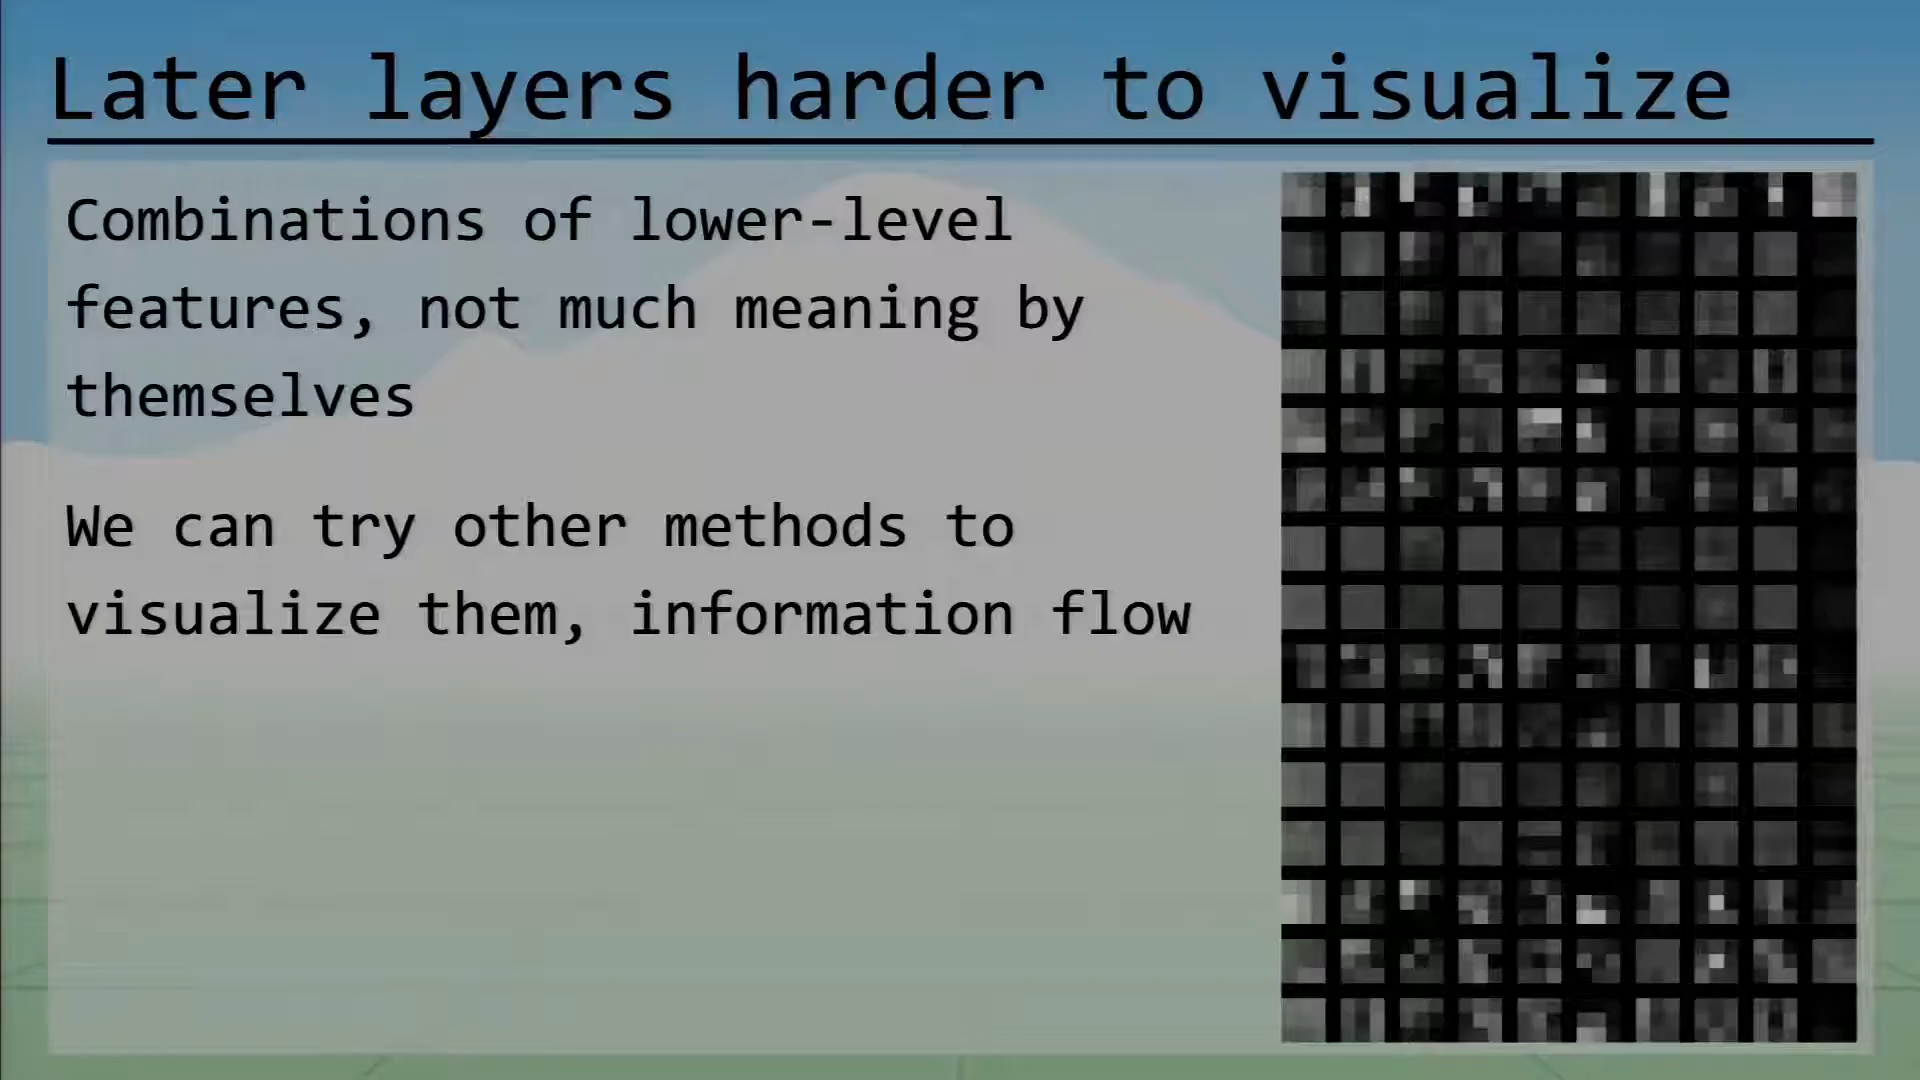 Later layers harder to visualize
Combinations of lower-level
features, not much meaning by
themselves
We can try other methods to
visualize them, information flow